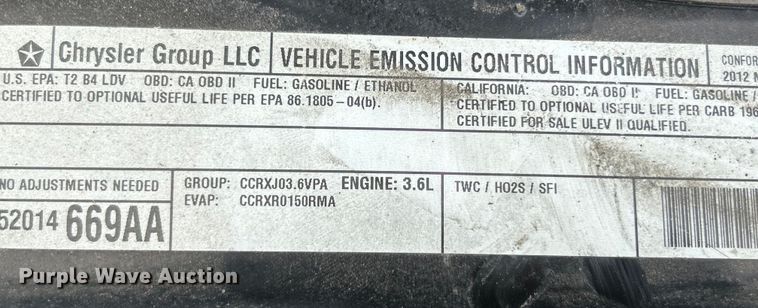 Chrysler Group LLC VEHICLE EMISSION CONTROL INFORMATION CONFOR
2012 M
U.S. EPA: T2 B4 LDV OBD: CA OBD II FUEL: GASOLINE / ETHANOL
CERTIFIED TO OPTIONAL USEFUL LIFE PER EPA 86.1805-04(b).
CALIFORNIA: OBD: CA OBD II FUEL: GASOLINE /
CERTIFIED TO OPTIONAL USEFUL LIFE PER CARB 196
CERTIFIED FOR SALE ULEV II QUALIFIED.
NO ADJUSTMENTS NEEDED
52014 669AA
GROUP: CCRXJ03.6VPA ENGINE: 3.6L
EVAP: CCRXR0150RMA
TWC / HO2S / SFI
Purple Wave Auction